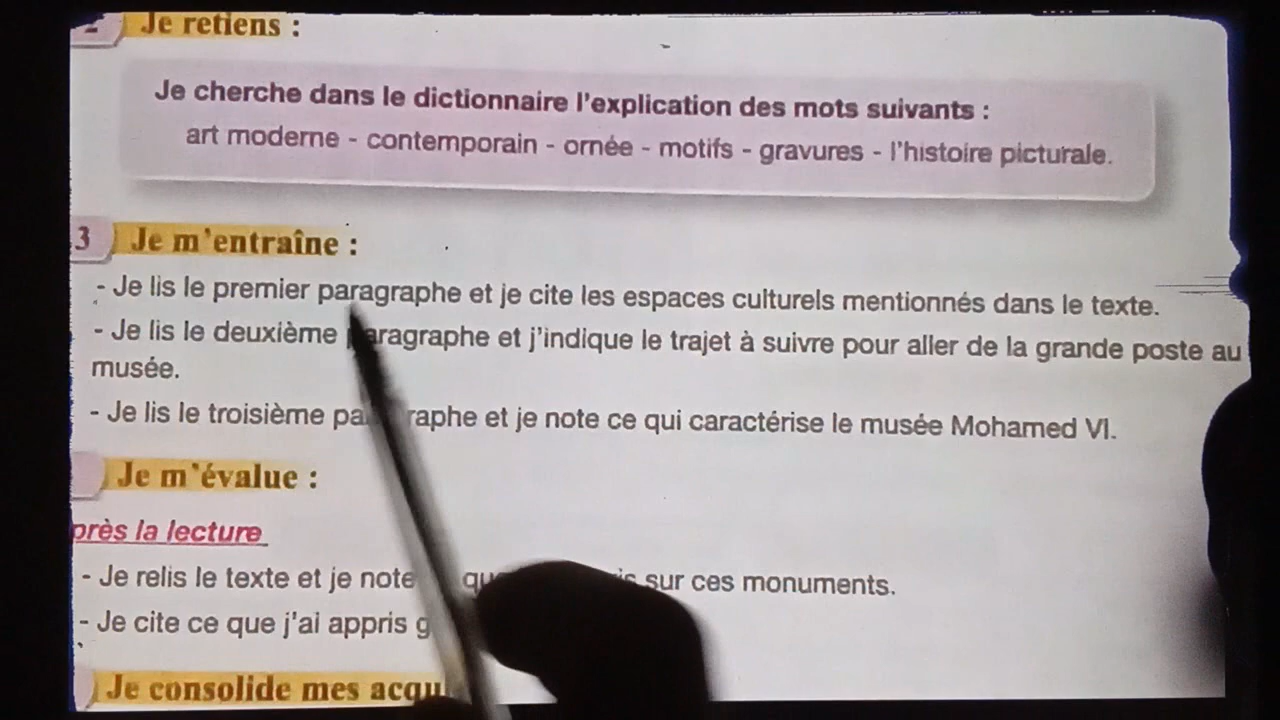 2 Je retiens :
Je cherche dans le dictionnaire l'explication des mots suivants :
art moderne - contemporain - ornée - motifs - gravures - l'histoire picturale.
3 Je m'entraîne :
- Je lis le premier paragraphe et je cite les espaces culturels mentionnés dans le texte.
- Je lis le deuxième paragraphe et j'indique le trajet à suivre pour aller de la grande poste au
musée.
- Je lis le troisième paragraphe et je note ce qui caractérise le musée Mohamed VI.
Je m'évalue :
près la lecture
- Je relis le texte et je note sur ces monuments.
- Je cite ce que j'ai appris
Je consolide mes